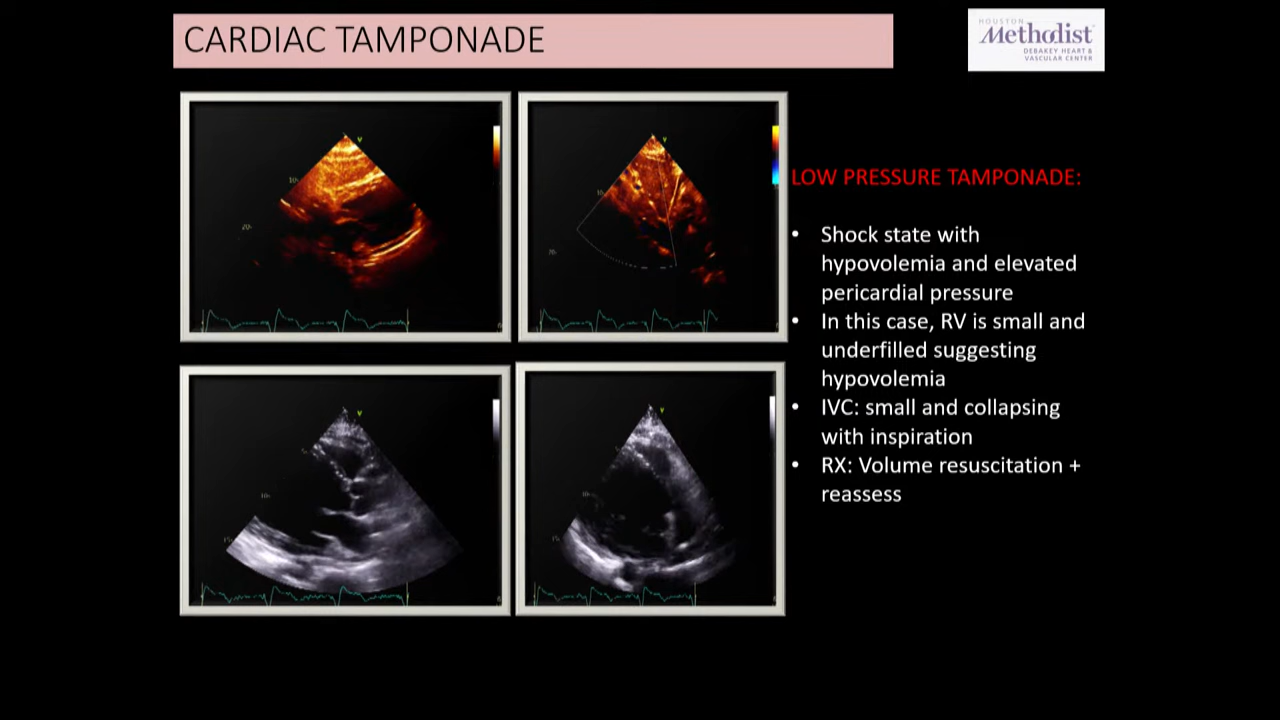 CARDIAC TAMPONADE
HOUSTON
Methodist
DEBAKEY HEART &
VASCULAR CENTER
LOW PRESSURE TAMPONADE:
• Shock state with
hypovolemia and elevated
pericardial pressure
• In this case, RV is small and
underfilled suggesting
hypovolemia
• IVC: small and collapsing
with inspiration
• RX: Volume resuscitation +
reassess